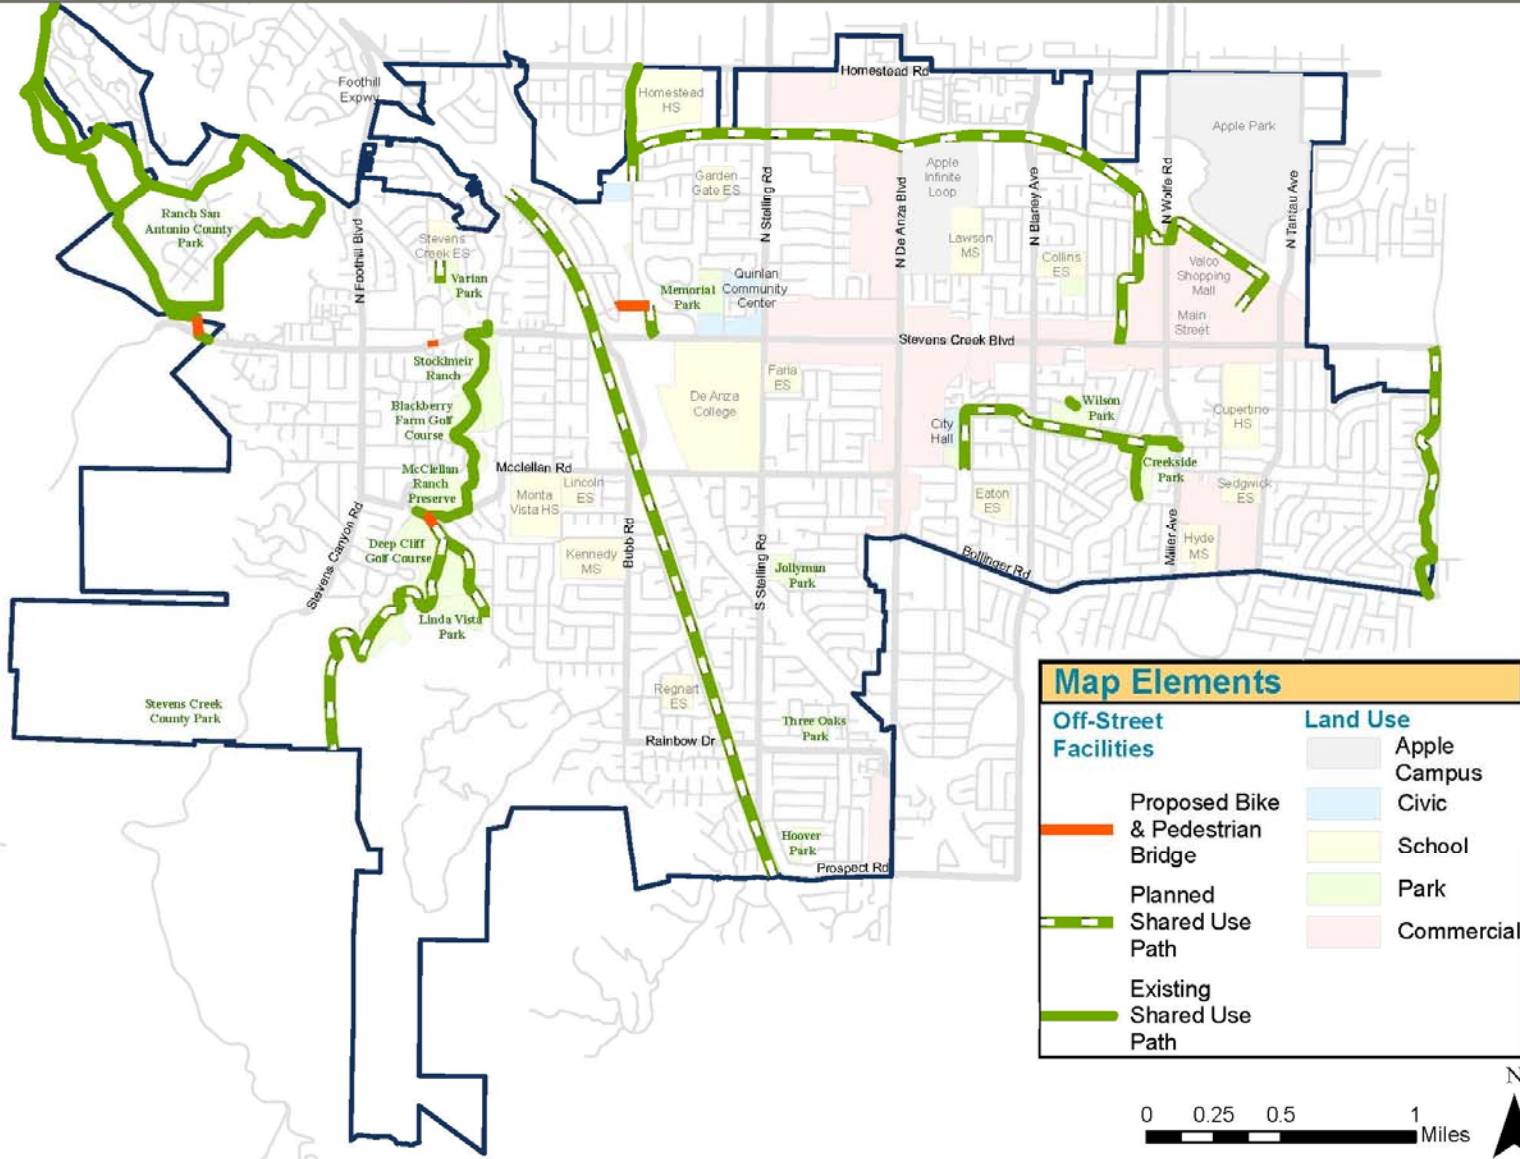 Homestead Rd
Foothill
Expwy
Homestead
HS
Apple Park
Garden
Gate ES
Apple
Infinite
Loop
N Stelling Rd
N De Anza Blvd
N Blaney Ave
N Wolfe Rd
N Tantau Ave
Ranch San
Antonio County
Park
N Foothill Blvd
Stevens
Creek ES
Varian
Park
Lawson
MS
Collins
ES
Valco
Shopping
Mall
Memorial
Park
Quinlan
Community
Center
Main
Street
Stevens Creek Blvd
Stocklmeir
Ranch
Faria
ES
De Anza
College
Blackberry
Farm Golf
Course
Wilson
Park
City
Hall
Cupertino
HS
Mcclellan Rd
McClellan
Ranch
Preserve
Lincoln
ES
Monta
Vista HS
Creekside
Park
Sedgwick
ES
Eaton
ES
Stevens Canyon Rd
Bubb Rd
S Stelling Rd
Miller Ave
Deep Cliff
Golf Course
Kennedy
MS
Hyde
MS
Bollinger Rd
Jollyman
Park
Linda Vista
Park
Regnart
ES
Stevens Creek
County Park
Three Oaks
Park
Rainbow Dr
Hoover
Park
Prospect Rd
Map Elements
Off-Street
Facilities
Proposed Bike
& Pedestrian
Bridge
Planned
Shared Use
Path
Existing
Shared Use
Path
Land Use
Apple
Campus
Civic
School
Park
Commercial
N
0 0.25 0.5 1
Miles